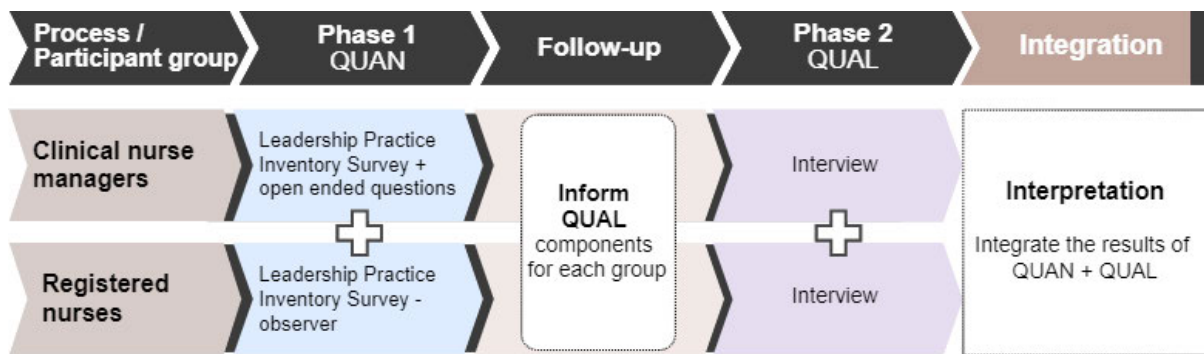 Process /
Participant group
Phase 1
QUAN
Follow-up
Phase 2
QUAL
Integration
Clinical nurse
managers
Leadership Practice
Inventory Survey +
open ended questions
Inform
QUAL
components
for each group
Interview
Interpretation
Integrate the results of
QUAN + QUAL
Registered
nurses
Leadership Practice
Inventory Survey -
observer
Interview